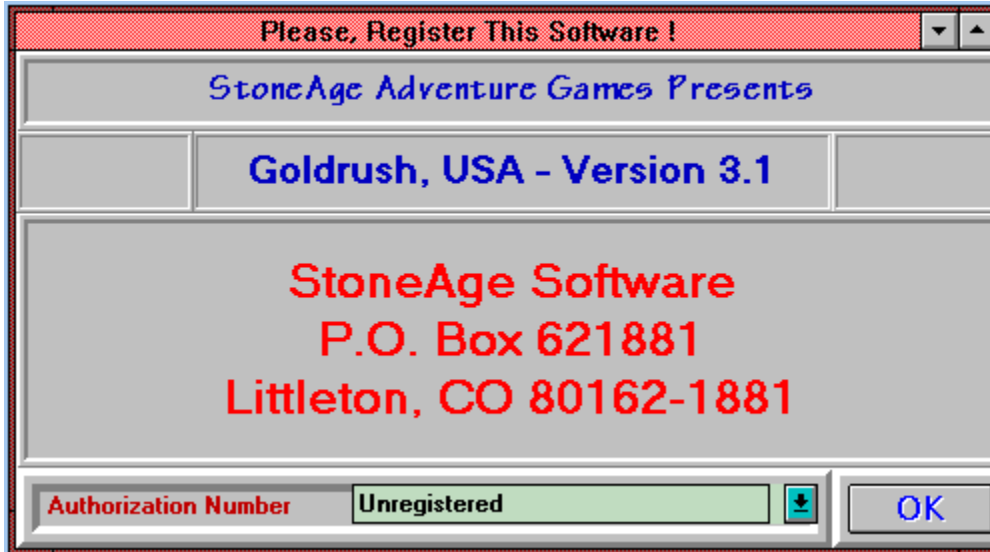 Please, Register This Software !
StoneAge Adventure Games Presents
Goldrush, USA - Version 3.1
StoneAge Software
P.O. Box 621881
Littleton, CO 80162-1881
Authorization Number Unregistered OK